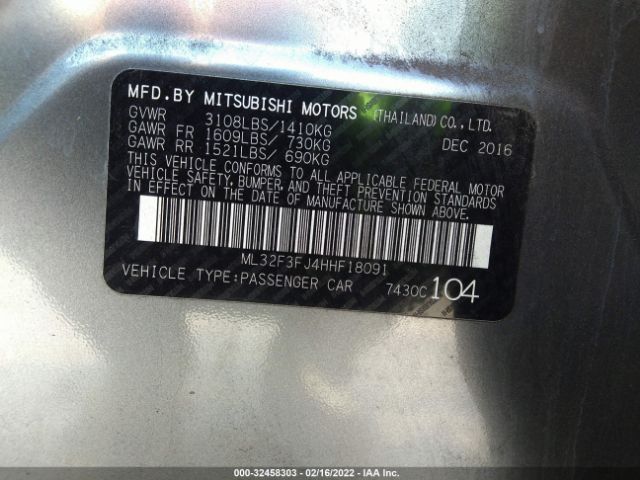 MFD.BY MITSUBISHI MOTORS (THAILAND) CO., LTD.
GVWR 3108LBS/1410KG
GAWR FR 1609LBS/ 730KG DEC 2016
GAWR RR 1521LBS/ 690KG
THIS VEHICLE CONFORMS TO ALL APPLICABLE FEDERAL MOTOR
VEHICLE SAFETY, BUMPER, AND THEFT PREVENTION STANDARDS
IN EFFECT ON THE DATE OF MANUFACTURE SHOWN ABOVE.
ML32F3FJ4HHF18091
VEHICLE TYPE:PASSENGER CAR 7430C104
000-32458303 - 02/16/2022 - IAA Inc.